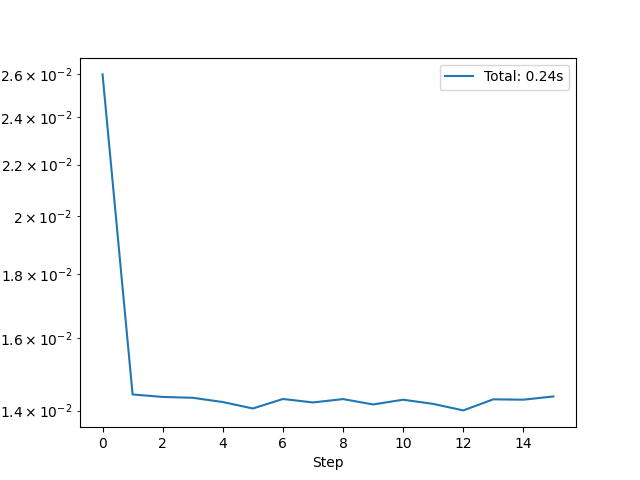 Total: 0.24s
2.6 × 10⁻²
2.4 × 10⁻²
2.2 × 10⁻²
2 × 10⁻²
1.8 × 10⁻²
1.6 × 10⁻²
1.4 × 10⁻²
0 2 4 6 8 10 12 14
Step